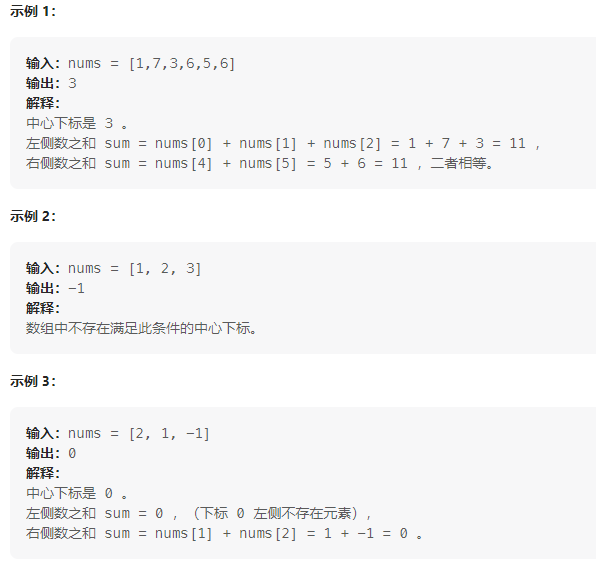 示例 1：
输入：nums = [1,7,3,6,5,6]
输出：3
解释：
中心下标是 3 。
左侧数之和 sum = nums[0] + nums[1] + nums[2] = 1 + 7 + 3 = 11 ，
右侧数之和 sum = nums[4] + nums[5] = 5 + 6 = 11 ，二者相等。
示例 2：
输入：nums = [1, 2, 3]
输出：-1
解释：
数组中不存在满足此条件的中心下标。
示例 3：
输入：nums = [2, 1, -1]
输出：0
解释：
中心下标是 0 。
左侧数之和 sum = 0 ，（下标 0 左侧不存在元素），
右侧数之和 sum = nums[1] + nums[2] = 1 + -1 = 0 。